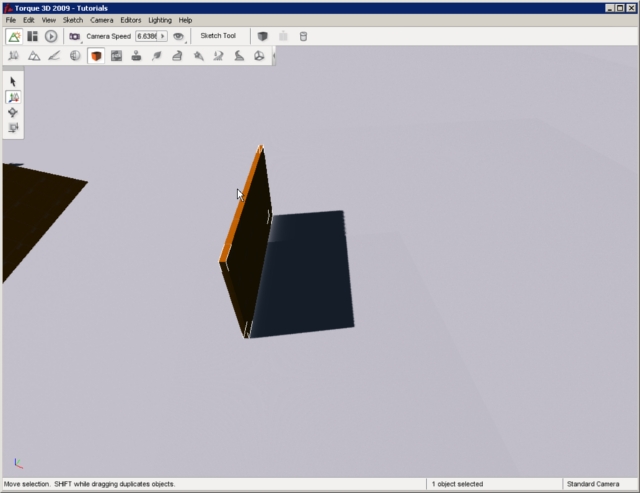 Torque 3D 2009 - Tutorials
File Edit View Sketch Camera Editors Lighting Help
Camera Speed 6.638 Sketch Tool
Move selection. SHIFT while dragging duplicates objects. 1 object selected Standard Camera